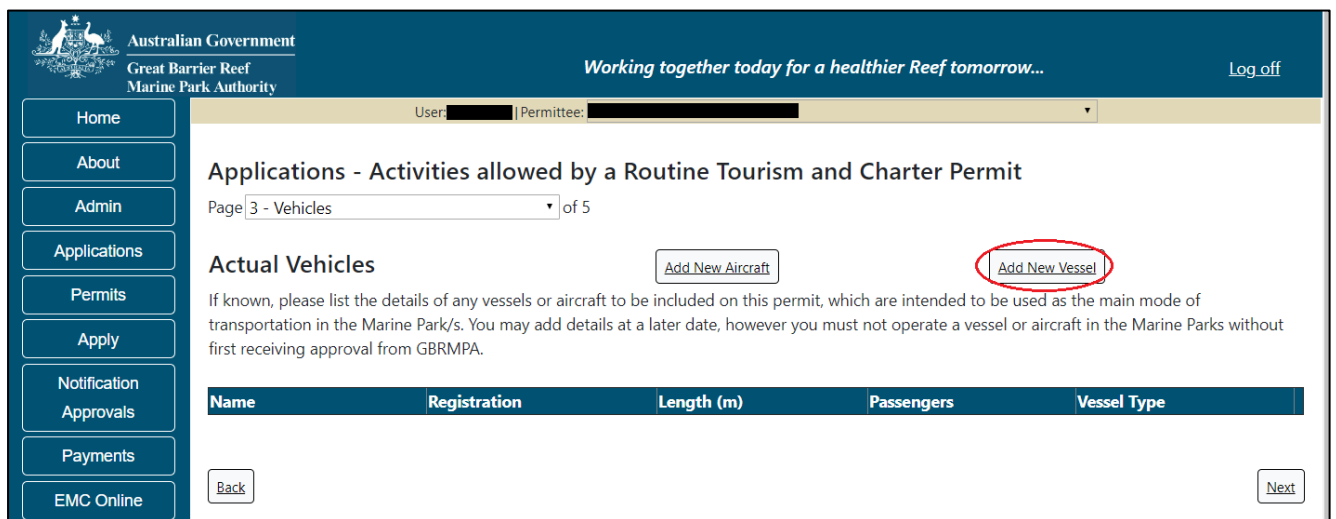 Australian Government
Great Barrier Reef
Marine Park Authority
Working together today for a healthier Reef tomorrow...
Log off
User: | Permittee:
Home
About
Admin
Applications
Permits
Apply
Notification
Approvals
Payments
EMC Online
Applications - Activities allowed by a Routine Tourism and Charter Permit
Page 3 - Vehicles of 5
Actual Vehicles Add New Aircraft Add New Vessel
If known, please list the details of any vessels or aircraft to be included on this permit, which are intended to be used as the main mode of
transportation in the Marine Park/s. You may add details at a later date, however you must not operate a vessel or aircraft in the Marine Parks without
first receiving approval from GBRMPA.
Name Registration Length (m) Passengers Vessel Type
Back Next